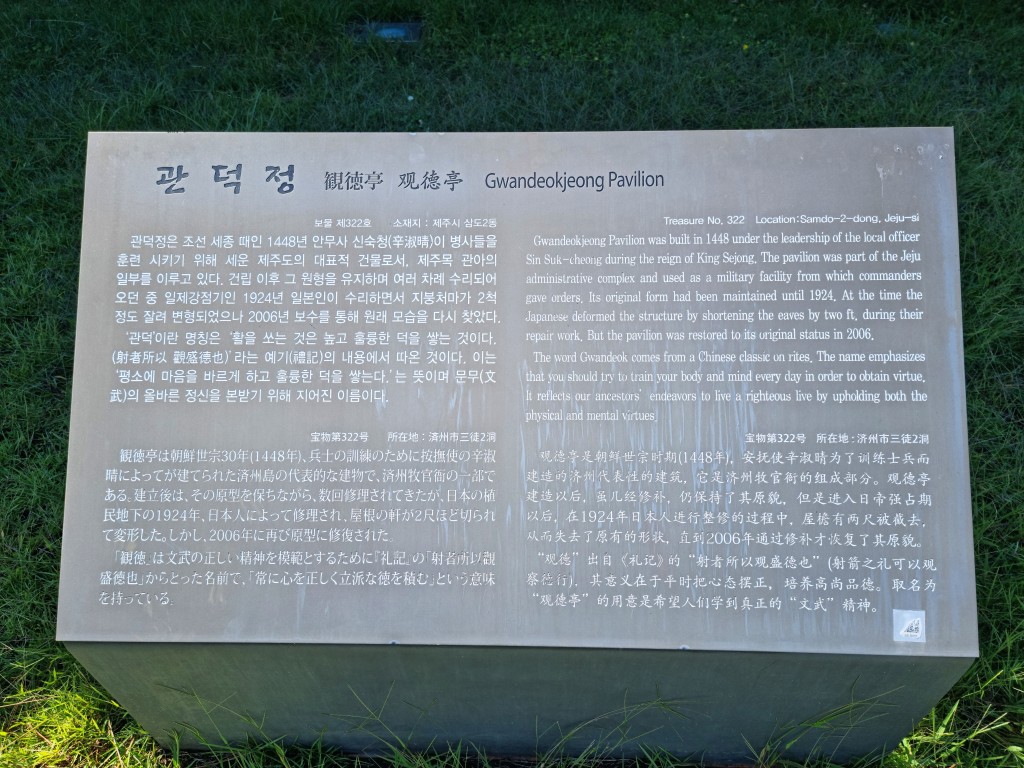 관덕정 観徳亭 观德亭 Gwandeokjeong Pavilion
보물 제322호 소재지 : 제주시 삼도2동
관덕정은 조선 세종 때인 1448년 안무사 신숙청(辛淑晴)이 병사들을
훈련 시키기 위해 세운 제주도의 대표적 건물로서, 제주목 관아의
일부를 이루고 있다. 건립 이후 그 원형을 유지하며 여러 차례 수리되어
오던 중 일제강점기인 1924년 일본인이 수리하면서 지붕처마가 2척
정도 잘려 변형되었으나 2006년 보수를 통해 원래 모습을 다시 찾았다.
'관덕'이란 명칭은 '활을 쏘는 것은 높고 훌륭한 덕을 쌓는 것이다.
(射者所以 觀盛德也)'라는 예기(禮記)의 내용에서 따온 것이다. 이는
'평소에 마음을 바르게 하고 훌륭한 덕을 쌓는다.'는 뜻이며 문무(文
武)의 올바른 정신을 본받기 위해 지어진 이름이다.
Treasure No. 322 Location:Samdo-2-dong, Jeju-si
Gwandeokjeong Pavilion was built in 1448 under the leadership of the local officer
Sin Suk-cheong during the reign of King Sejong. The pavilion was part of the Jeju
administrative complex and used as a military facility from which commanders
gave orders. Its original form had been maintained until 1924. At the time the
Japanese deformed the structure by shortening the eaves by two ft, during their
repair work. But the pavilion was restored to its original status in 2006.
The word Gwandeok comes from a Chinese classic on rites. The name emphasizes
that you should try to train your body and mind every day in order to obtain virtue.
It reflects our ancestors' endeavors to live a righteous live by upholding both the
physical and mental virtues.
宝物第322号 所在地 : 済州市三徒2洞
観徳亭は朝鮮世宗30年(1448年)、兵士の訓練のために按撫使の辛淑
晴によってが建てられた済州島の代表的な建物で、済州牧官衙の一部で
ある。建立後は、その原型を保ちながら、数回修理されてきたが、日本の植
民地下の1924年、日本人によって修理され、屋根の軒が2尺ほど切られ
て変形した。しかし、2006年に再び原型に修復された。
「観徳」は文武の正しい精神を模範とするために『礼記』の「射者所以觀
盛德也」からとった名前で、「常に心を正しく立派な徳を積む」という意味
を持っている。
宝物第322号 所在地 : 济州市三徒2洞
观德亭是朝鲜世宗时期(1448年)，安抚使辛淑晴为了训练士兵而
建造的济州代表性的建筑，它是济州牧官衙的组成部分。观德亭
建造以后，虽几经修补，仍保持了其原貌，但是进入日帝强占期
以后，在1924年日本人进行整修的过程中，屋檐有两尺被截去，
从而失去了原有的形状，直到2006年通过修补才恢复了其原貌。
“观德”出自《礼记》的“射者所以观盛德也”(射箭之礼可以观
察德行)，其意义在于平时把心态摆正，培养高尚品德。取名为
“观德亭”的用意是希望人们学到真正的“文武”精神。